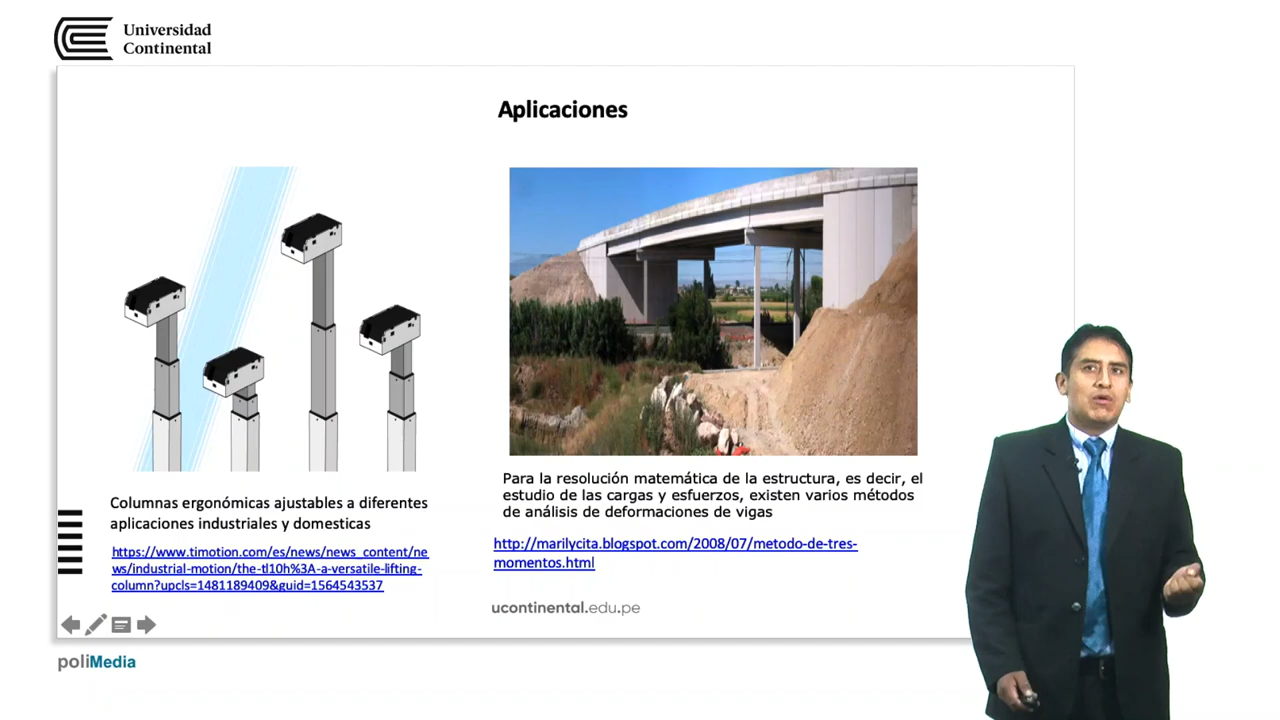 Universidad
Continental
Aplicaciones
Columnas ergonómicas ajustables a diferentes
aplicaciones industriales y domesticas
https://www.timotion.com/es/news/news_content/ne
ws/industrial-motion/the-tl10h%3A-a-versatile-lifting-
column?upcls=1481189409&guid=1564543537
Para la resolución matemática de la estructura, es decir, el
estudio de las cargas y esfuerzos, existen varios métodos
de análisis de deformaciones de vigas
http://marilycita.blogspot.com/2008/07/metodo-de-tres-
momentos.html
ucontinental.edu.pe
poliMedia